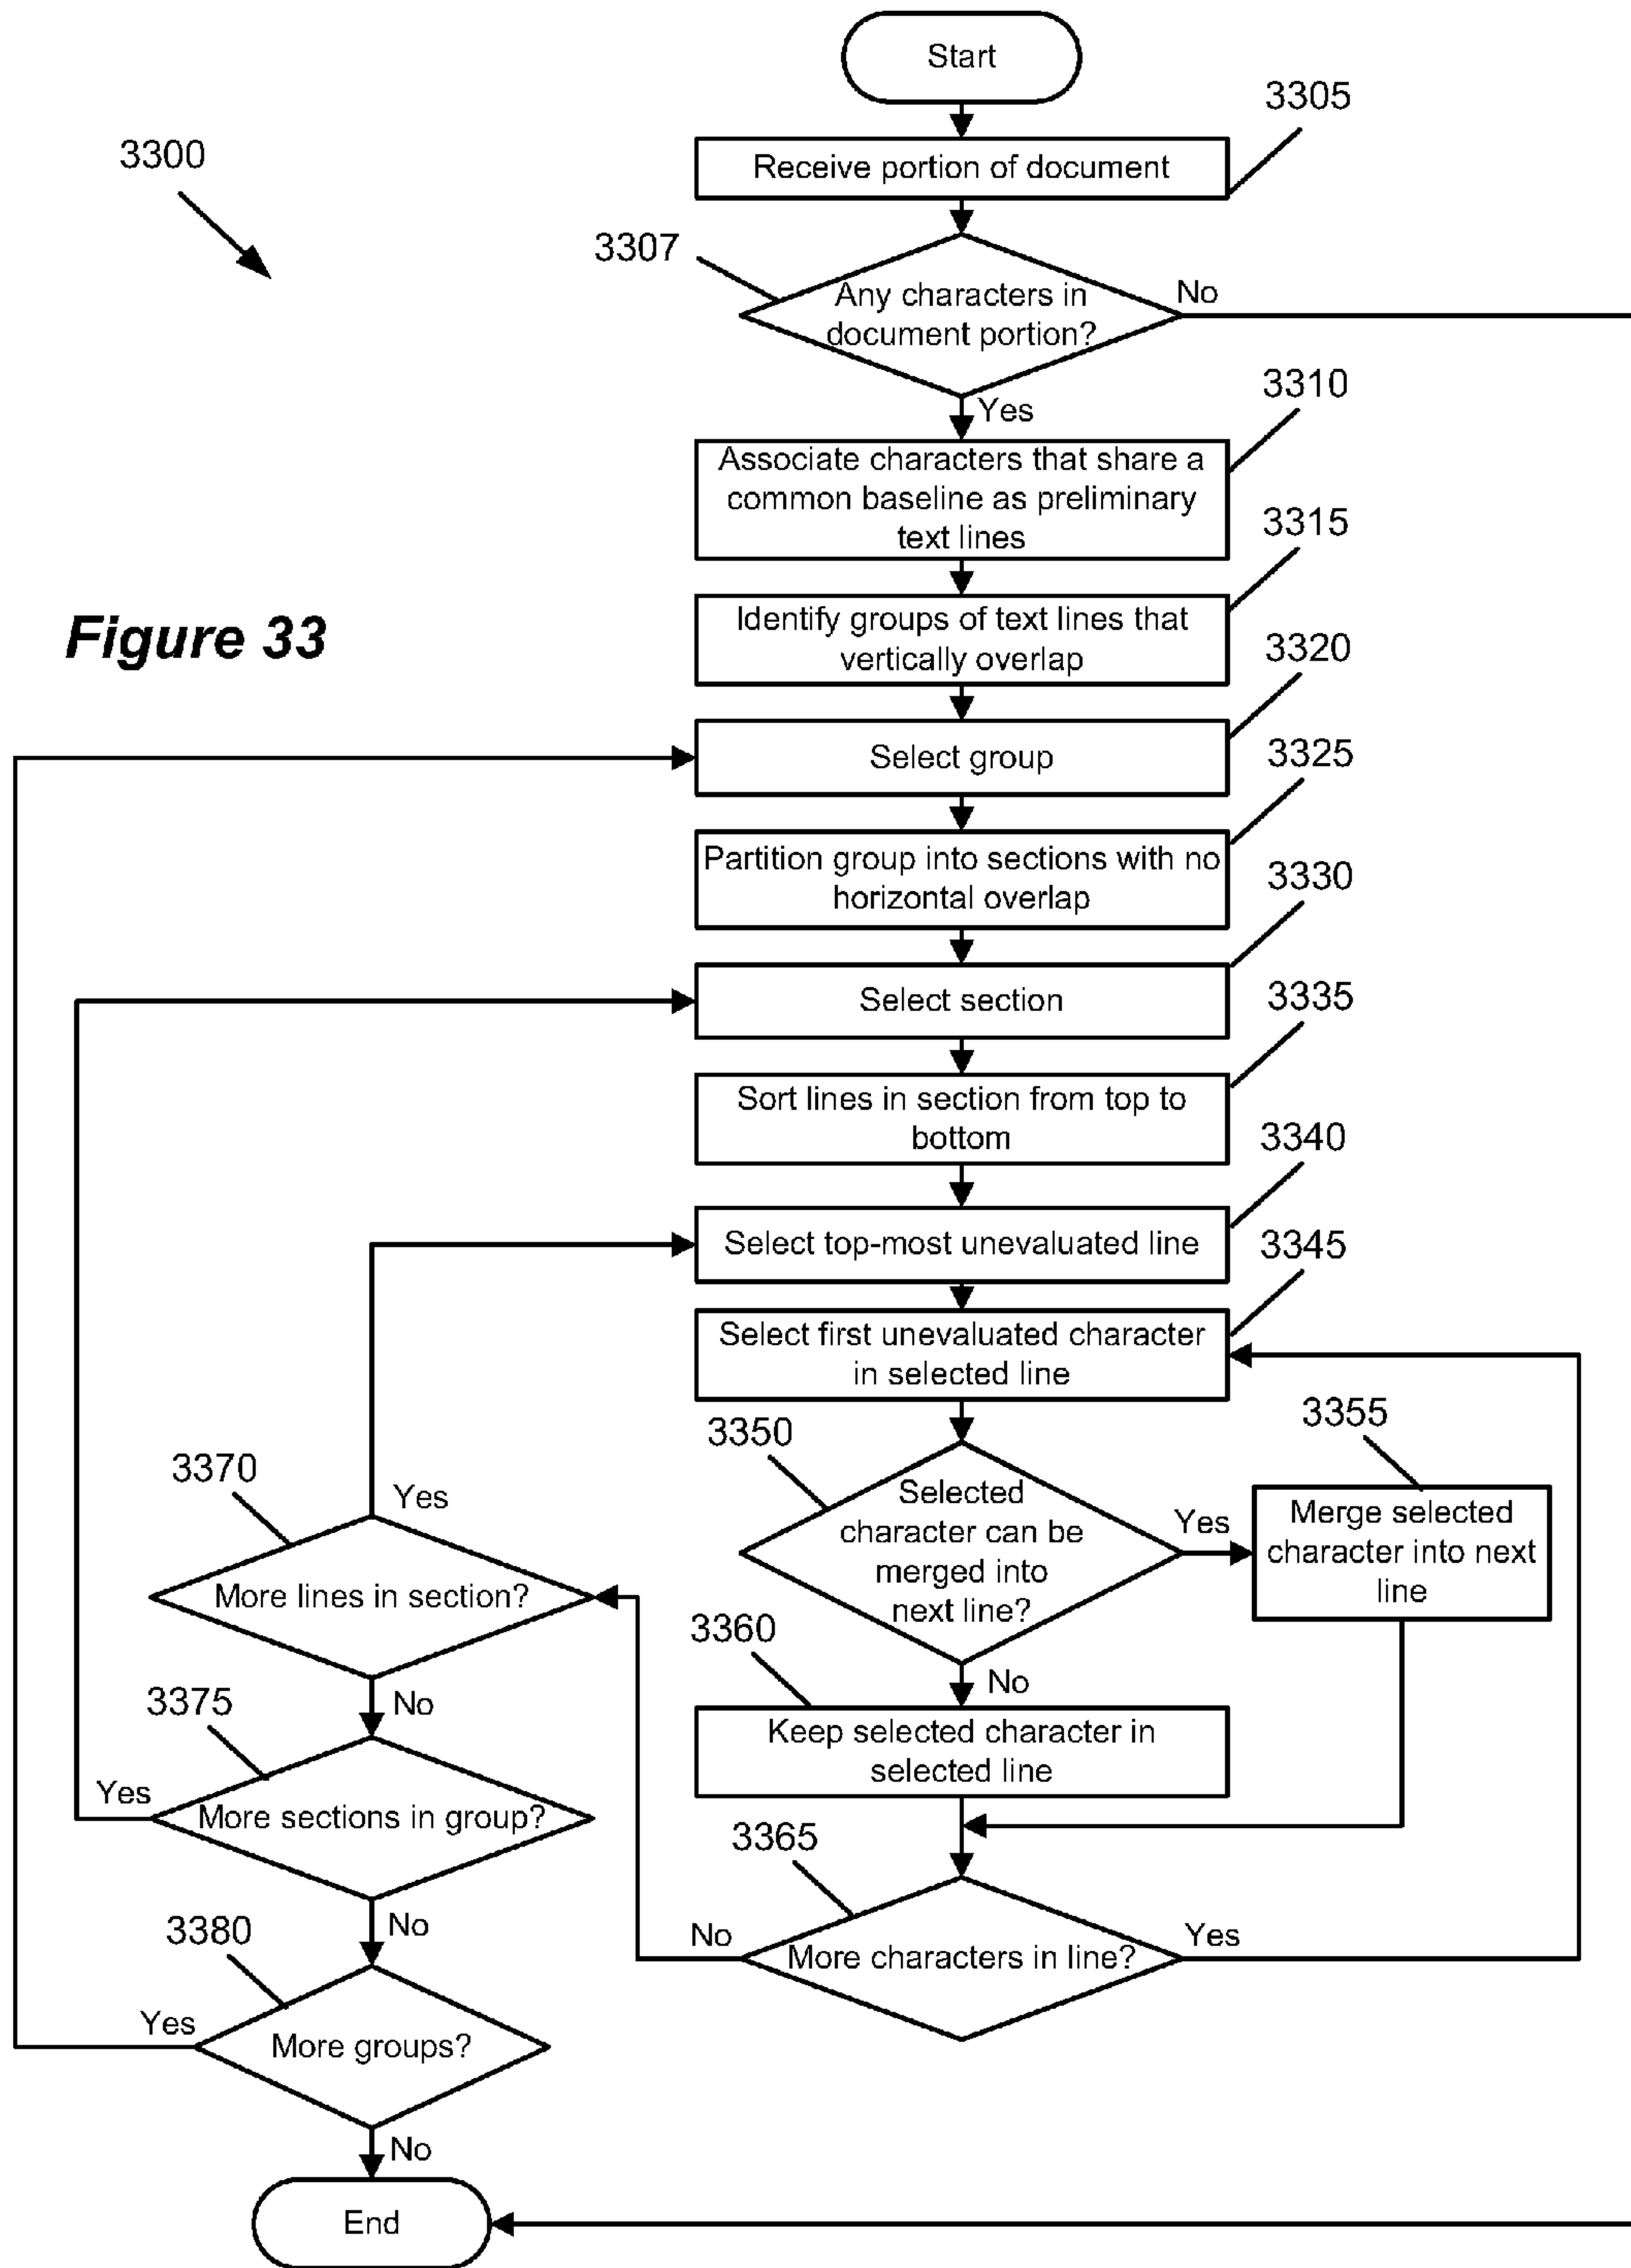 Start
3305
3300
Receive portion of document
3307
Any characters in
document portion?
No
Yes
3310
Associate characters that share a
common baseline as preliminary
text lines
3315
Figure 33
Identify groups of text lines that
vertically overlap
3320
Select group
3325
Partition group into sections with no
horizontal overlap
3330
Select section
3335
Sort lines in section from top to
bottom
3340
Select top-most unevaluated line
3345
Select first unevaluated character
in selected line
3350
Selected
character can be
merged into
next line?
Yes
3355
Merge selected
character into next
line
No
3360
Keep selected character in
selected line
3365
More characters in line?
Yes
No
3370
More lines in section?
Yes
No
3375
More sections in group?
Yes
No
3380
More groups?
Yes
No
End